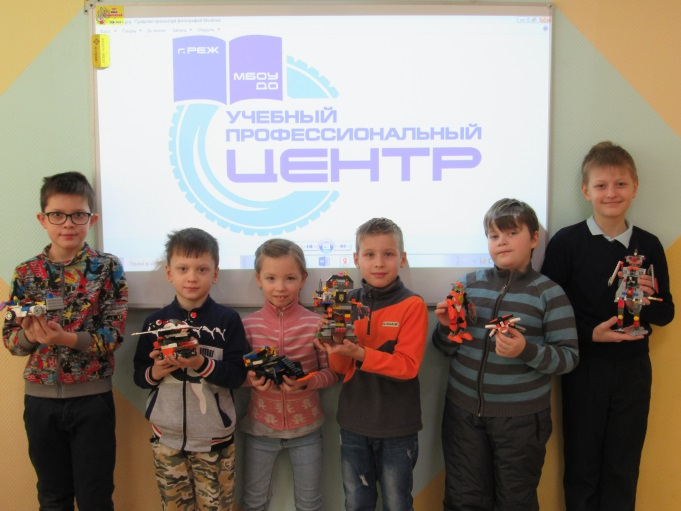 г. РЕЖ
МБОУ
ДО
УЧЕБНЫЙ
ПРОФЕССИОНАЛЬНЫЙ
ЦЕНТР